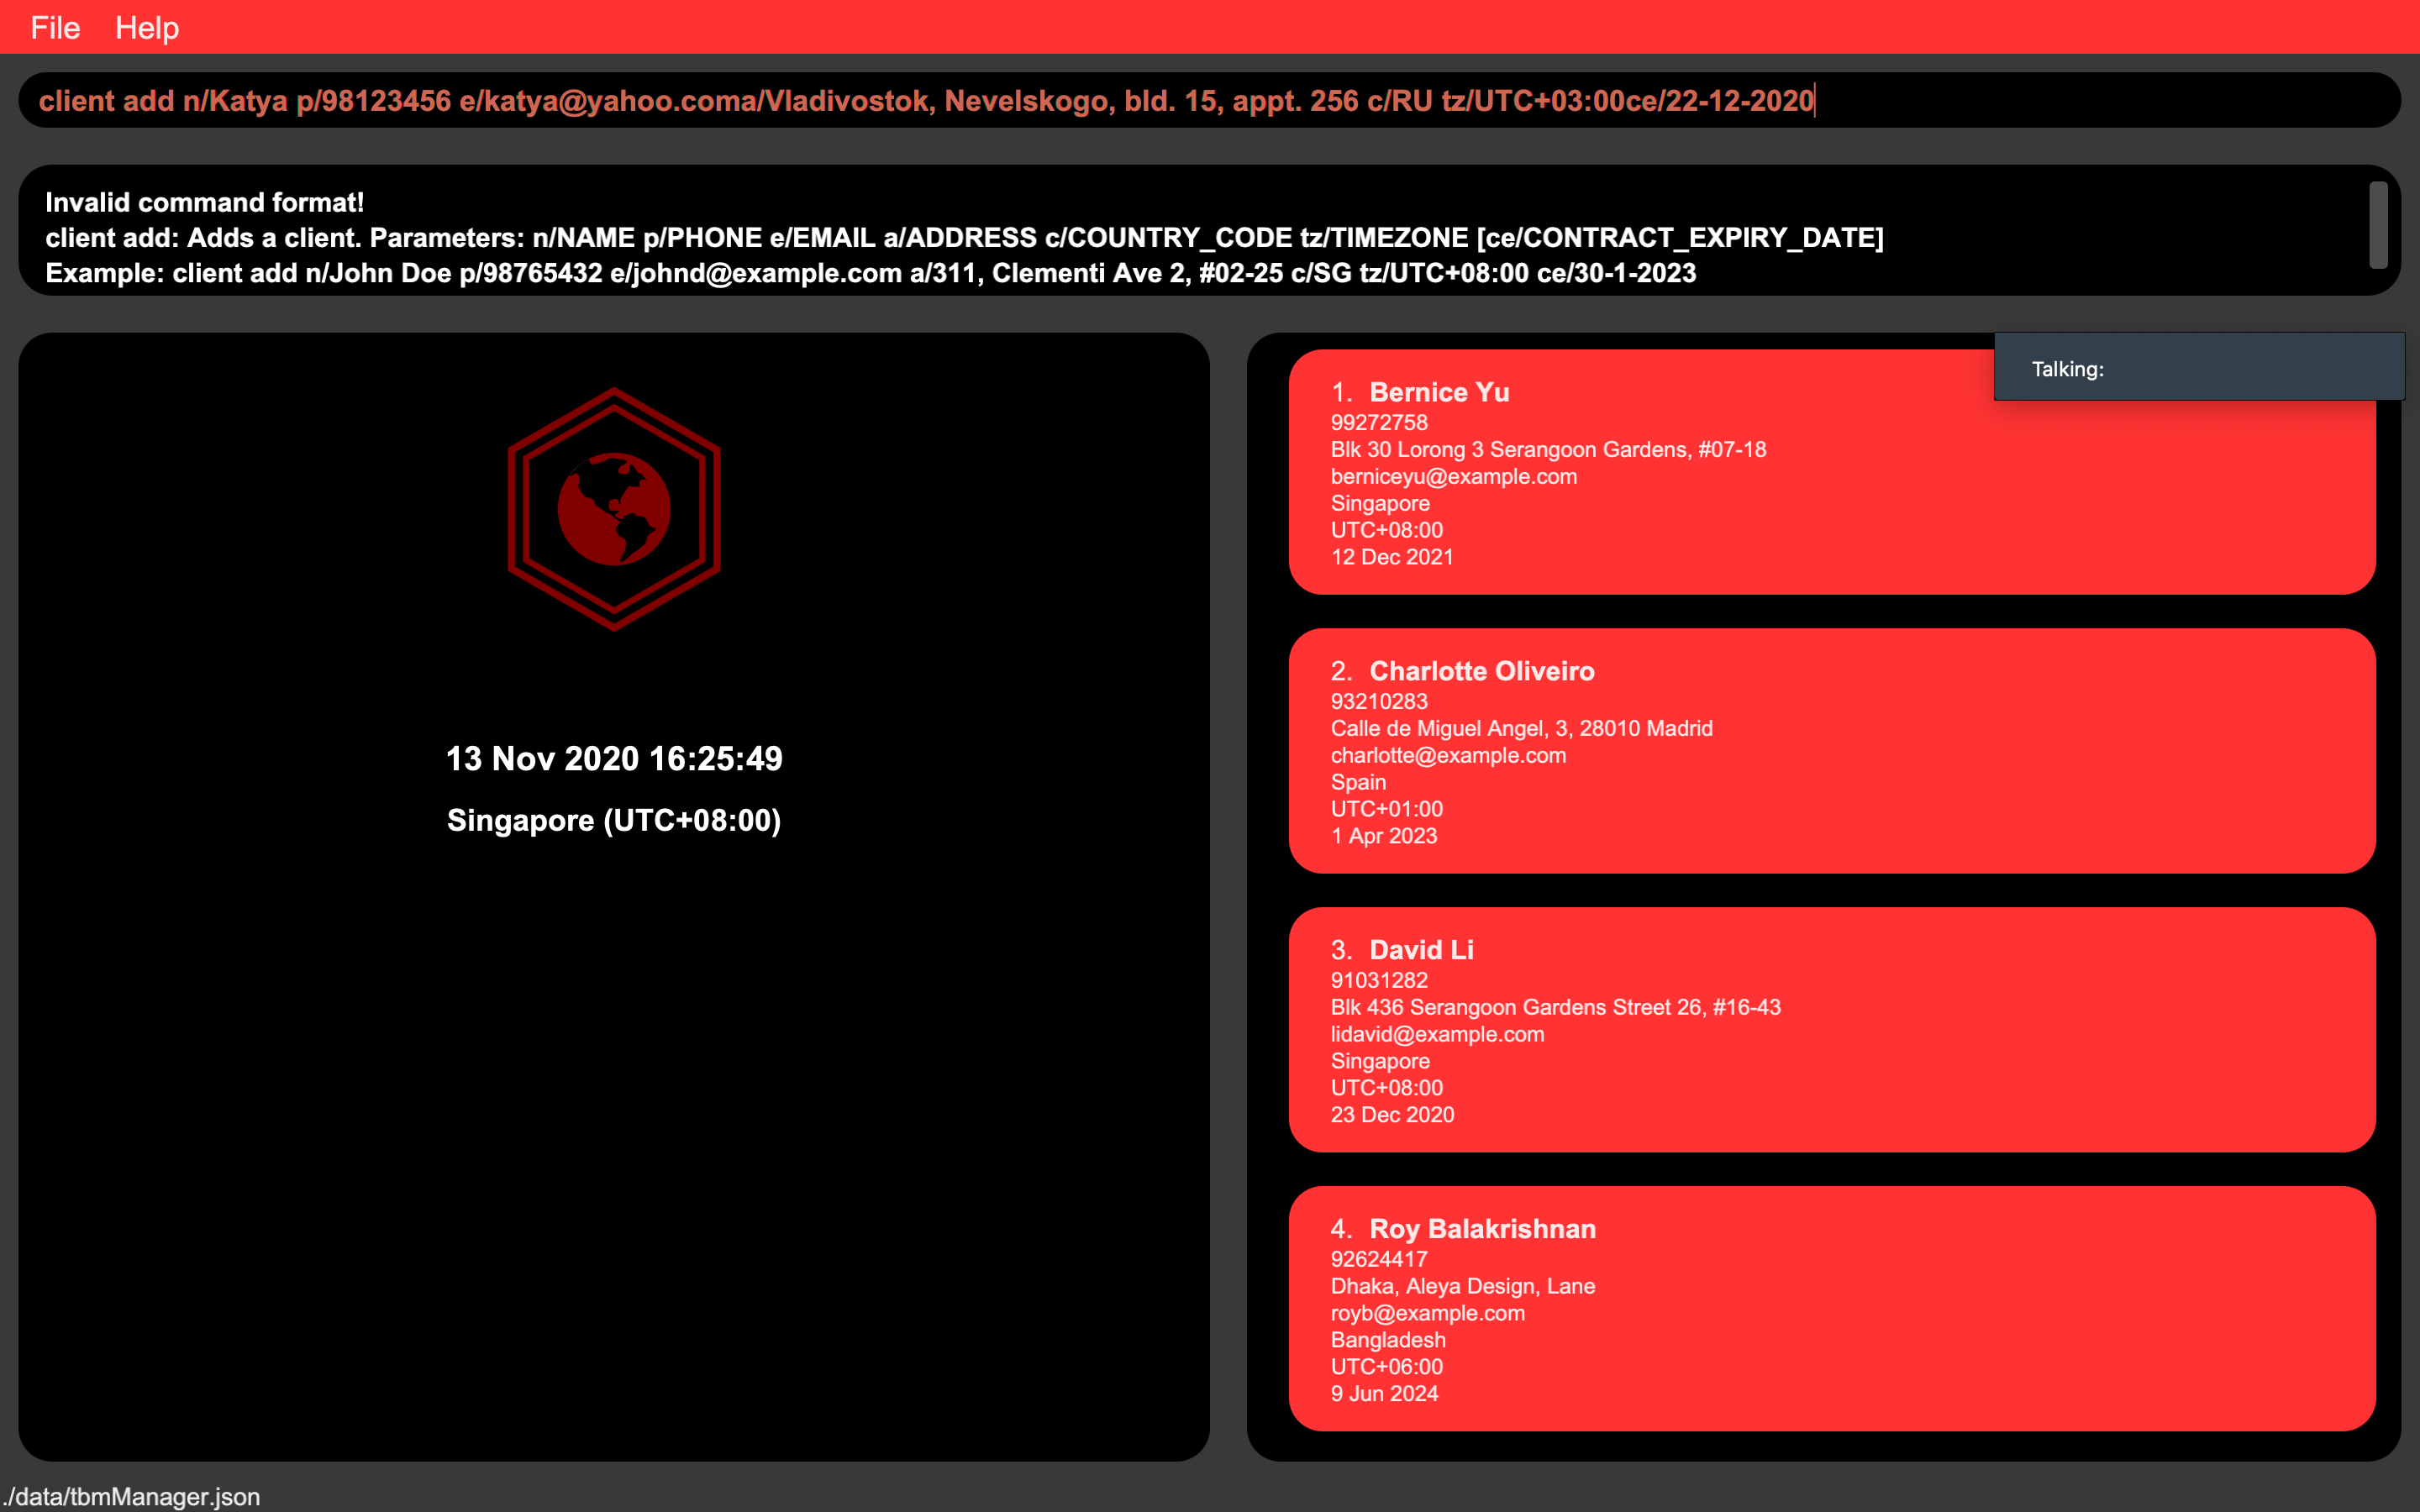 File Help
client add n/Katya p/98123456 e/katya@yahoo.coma/Vladivostok, Nevelskogo, bld. 15, appt. 256 c/RU tz/UTC+03:00ce/22-12-2020
Invalid command format!
client add: Adds a client. Parameters: n/NAME p/PHONE e/EMAIL a/ADDRESS c/COUNTRY_CODE tz/TIMEZONE [ce/CONTRACT_EXPIRY_DATE]
Example: client add n/John Doe p/98765432 e/johnd@example.com a/311, Clementi Ave 2, #02-25 c/SG tz/UTC+08:00 ce/30-1-2023
13 Nov 2020 16:25:49
Singapore (UTC+08:00)
Talking:
1. Bernice Yu
99272758
Blk 30 Lorong 3 Serangoon Gardens, #07-18
berniceyu@example.com
Singapore
UTC+08:00
12 Dec 2021
2. Charlotte Oliveiro
93210283
Calle de Miguel Angel, 3, 28010 Madrid
charlotte@example.com
Spain
UTC+01:00
1 Apr 2023
3. David Li
91031282
Blk 436 Serangoon Gardens Street 26, #16-43
lidavid@example.com
Singapore
UTC+08:00
23 Dec 2020
4. Roy Balakrishnan
92624417
Dhaka, Aleya Design, Lane
royb@example.com
Bangladesh
UTC+06:00
9 Jun 2024
./data/tbmManager.json